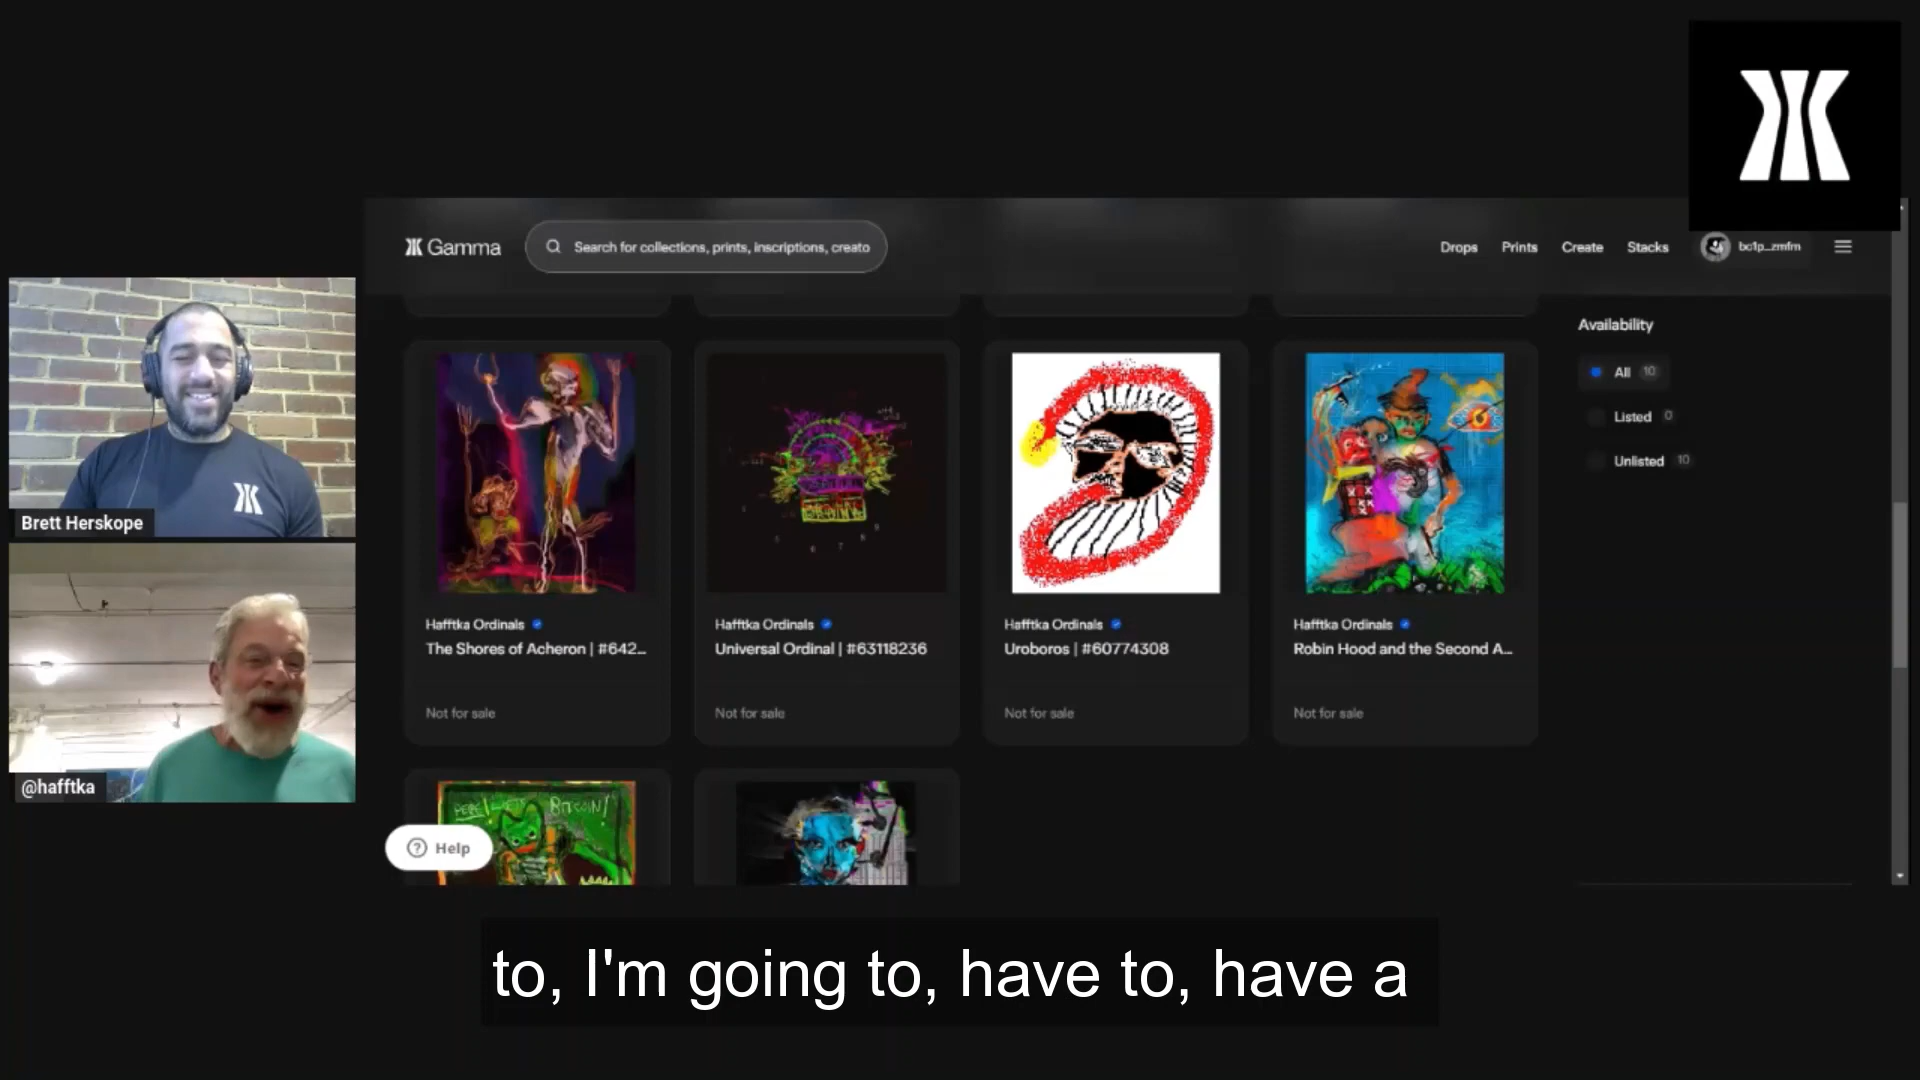 Gamma
Search for collections, prints, inscriptions, creato
Drops
Prints
Create
Stacks
bc1p...zmfm
Availability
All 10
Listed 0
Unlisted 10
Brett Herskope
@hafftka
Hafftka Ordinals
The Shores of Acheron | #642...
Not for sale
Hafftka Ordinals
Universal Ordinal | #63118236
Not for sale
Hafftka Ordinals
Uroboros | #60774308
Not for sale
Hafftka Ordinals
Robin Hood and the Second A...
Not for sale
BITCOIN!
Help
to, I'm going to, have to, have a